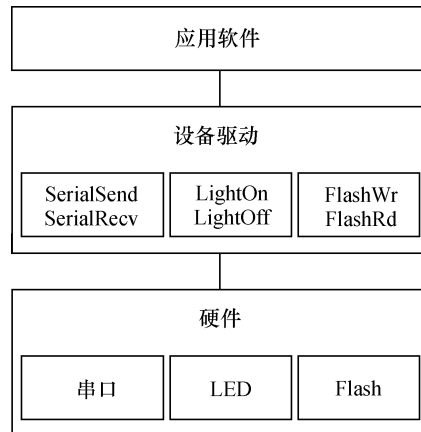 应用软件
设备驱动
SerialSend
SerialRecv
LightOn
LightOff
FlashWr
FlashRd
硬件
串口
LED
Flash